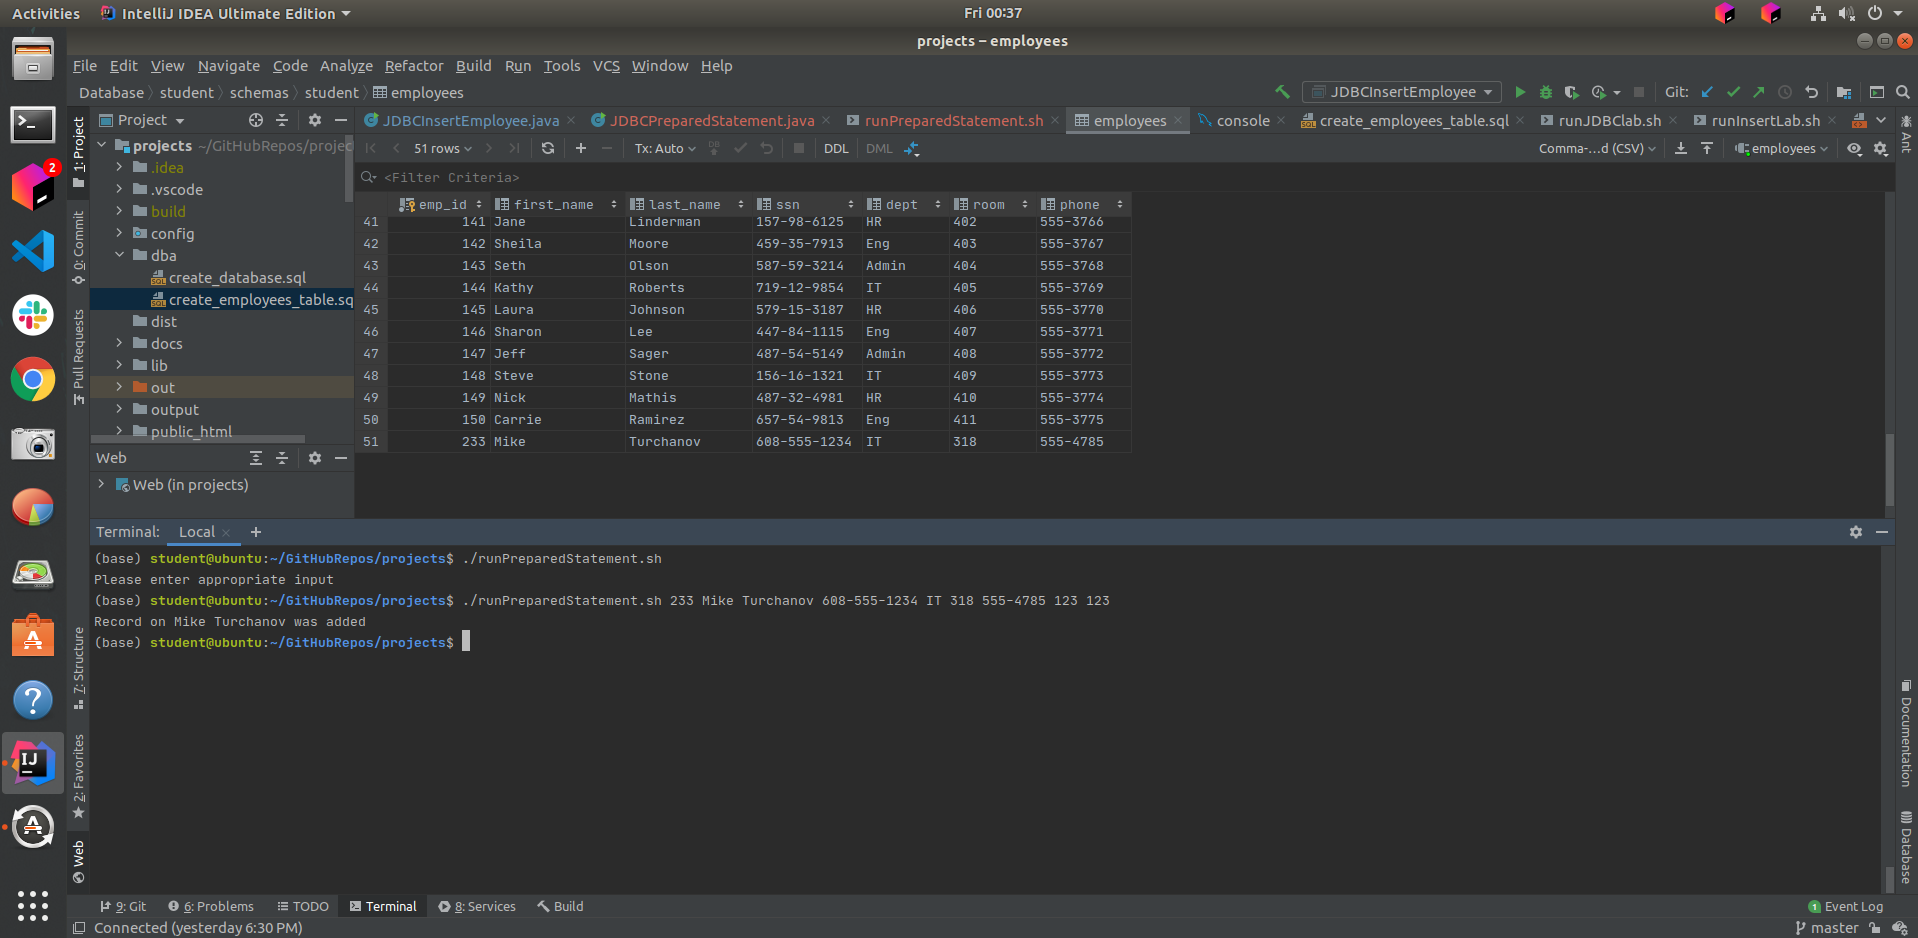 Activities IntelliJ IDEA Ultimate Edition Fri 00:37
projects – employees
File Edit View Navigate Code Analyze Refactor Build Run Tools VCS Window Help
Database student schemas student employees JDBCInsertEmployee Git:
1: Project
0: Commit
Pull Requests
7: Structure
2: Favorites
Web
Project
projects ~/GitHubRepos/projec
.idea
.vscode
build
config
dba
create_database.sql
create_employees_table.sq
dist
docs
lib
out
output
public_html
Web
Web (in projects)
JDBCInsertEmployee.java JDBCPreparedStatement.java runPreparedStatement.sh employees console create_employees_table.sql runJDBClab.sh runInsertLab.sh
51 rows Tx: Auto DDL DML Comma-...d (CSV) employees
<Filter Criteria>
emp_id first_name last_name ssn dept room phone
41 141 Jane Linderman 157-98-6125 HR 402 555-3766
42 142 Sheila Moore 459-35-7913 Eng 403 555-3767
43 143 Seth Olson 587-59-3214 Admin 404 555-3768
44 144 Kathy Roberts 719-12-9854 IT 405 555-3769
45 145 Laura Johnson 579-15-3187 HR 406 555-3770
46 146 Sharon Lee 447-84-1115 Eng 407 555-3771
47 147 Jeff Sager 487-54-5149 Admin 408 555-3772
48 148 Steve Stone 156-16-1321 IT 409 555-3773
49 149 Nick Mathis 487-32-4981 HR 410 555-3774
50 150 Carrie Ramirez 657-54-9813 Eng 411 555-3775
51 233 Mike Turchanov 608-555-1234 IT 318 555-4785
Ant
Documentation
Database
Terminal: Local
(base) student@ubuntu:~/GitHubRepos/projects$ ./runPreparedStatement.sh
Please enter appropriate input
(base) student@ubuntu:~/GitHubRepos/projects$ ./runPreparedStatement.sh 233 Mike Turchanov 608-555-1234 IT 318 555-4785 123 123
Record on Mike Turchanov was added
(base) student@ubuntu:~/GitHubRepos/projects$
9: Git 6: Problems TODO Terminal 8: Services Build 1 Event Log
Connected (yesterday 6:30 PM) master